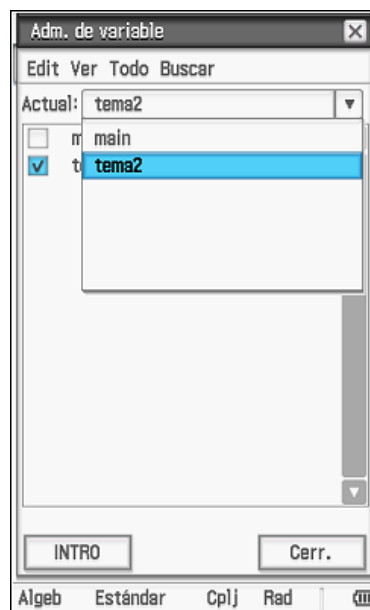 Adm. de variable
Edit Ver Todo Buscar
Actual: tema2
m main
t tema2
INTRO Cerr.
Algeb Estándar Cplj Rad